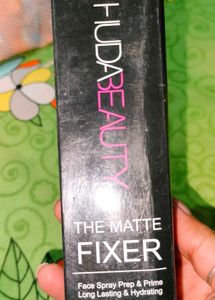 HUDABEAUTY
THE MATTE
FIXER
Face Spray Prep & Prime
Long Lasting & Hydrating